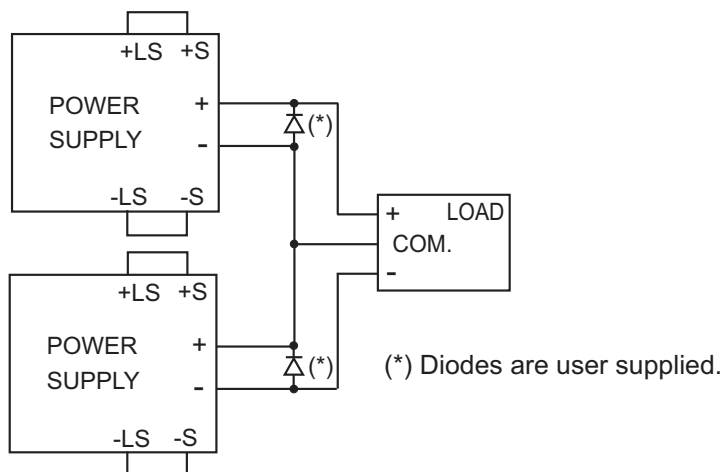 +LS +S
POWER
SUPPLY
+
-
(*)
-LS -S
+ LOAD
COM.
-
+LS +S
POWER
SUPPLY
+
-
(*)
-LS -S
(*) Diodes are user supplied.